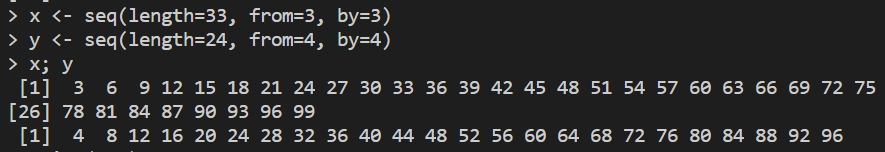 > x <- seq(length=33, from=3, by=3)
> y <- seq(length=24, from=4, by=4)
> x; y
 [1]  3  6  9 12 15 18 21 24 27 30 33 36 39 42 45 48 51 54 57 60 63 66 69 72 75
[26] 78 81 84 87 90 93 96 99
 [1]  4  8 12 16 20 24 28 32 36 40 44 48 52 56 60 64 68 72 76 80 84 88 92 96